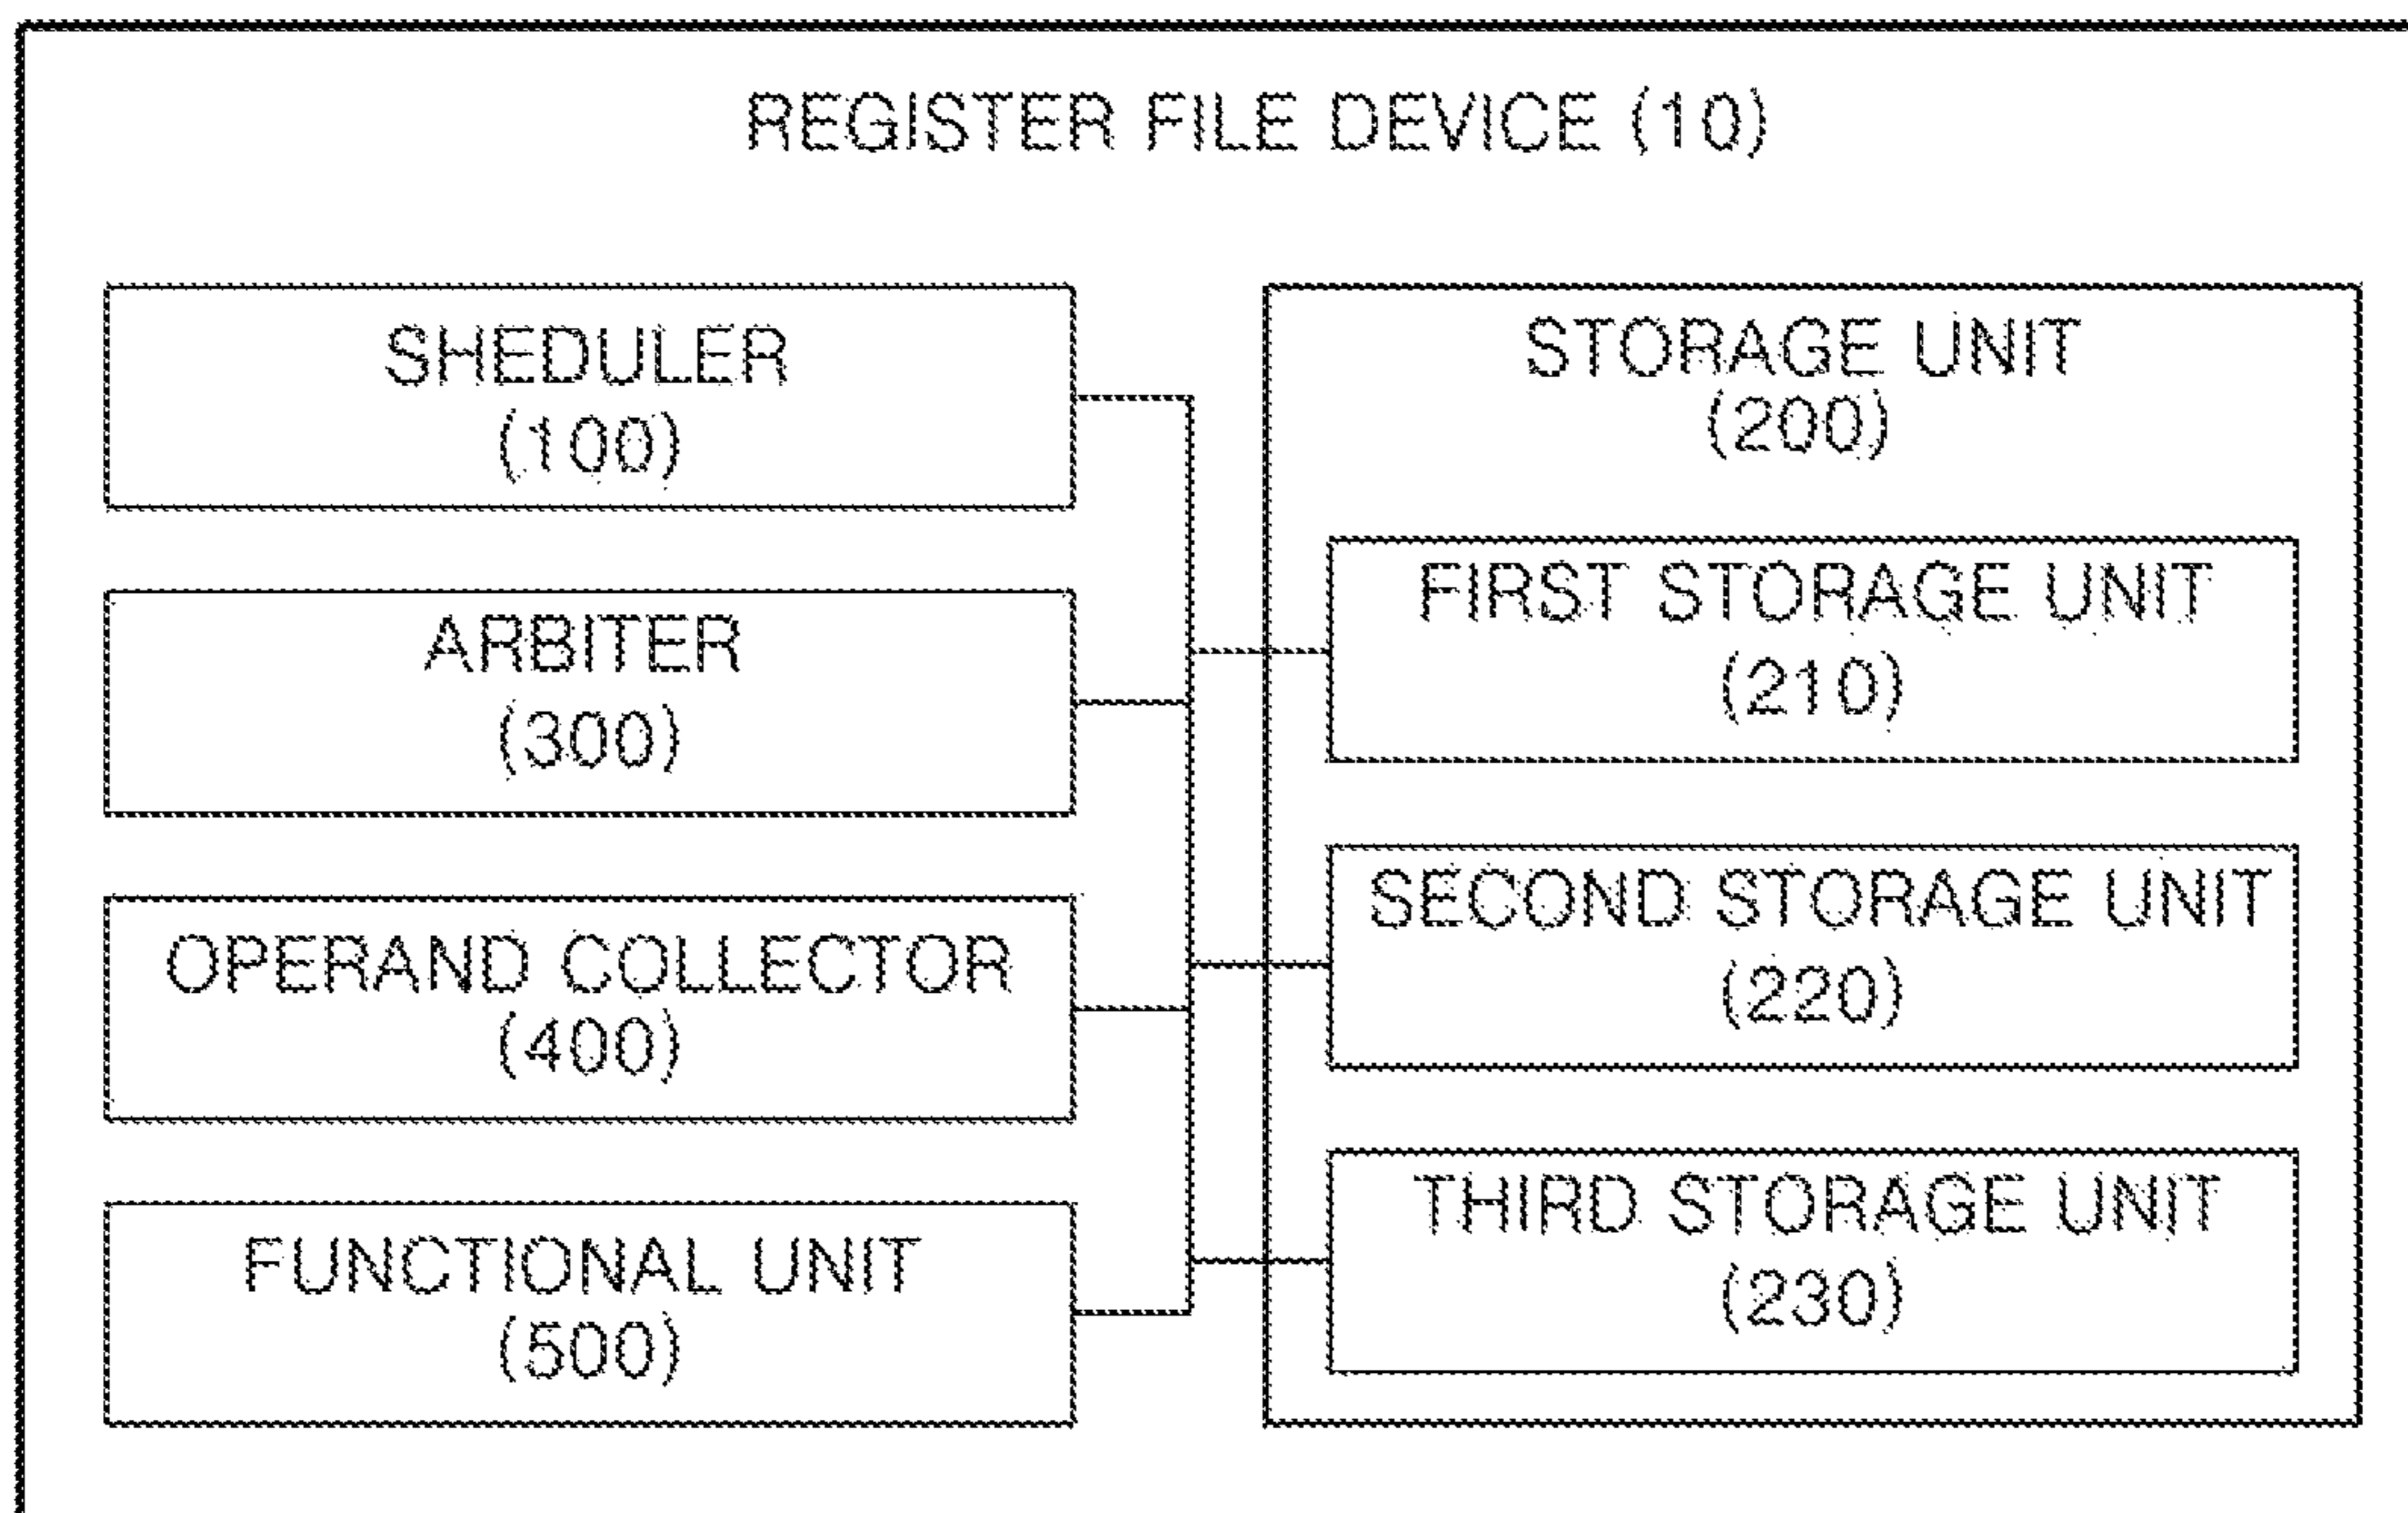 REGISTER FILE DEVICE (10)
SHEDULER
(100)
ARBITER
(300)
OPERAND COLLECTOR
(400)
FUNCTIONAL UNIT
(500)
STORAGE UNIT
(200)
FIRST STORAGE UNIT
(210)
SECOND STORAGE UNIT
(220)
THIRD STORAGE UNIT
(230)